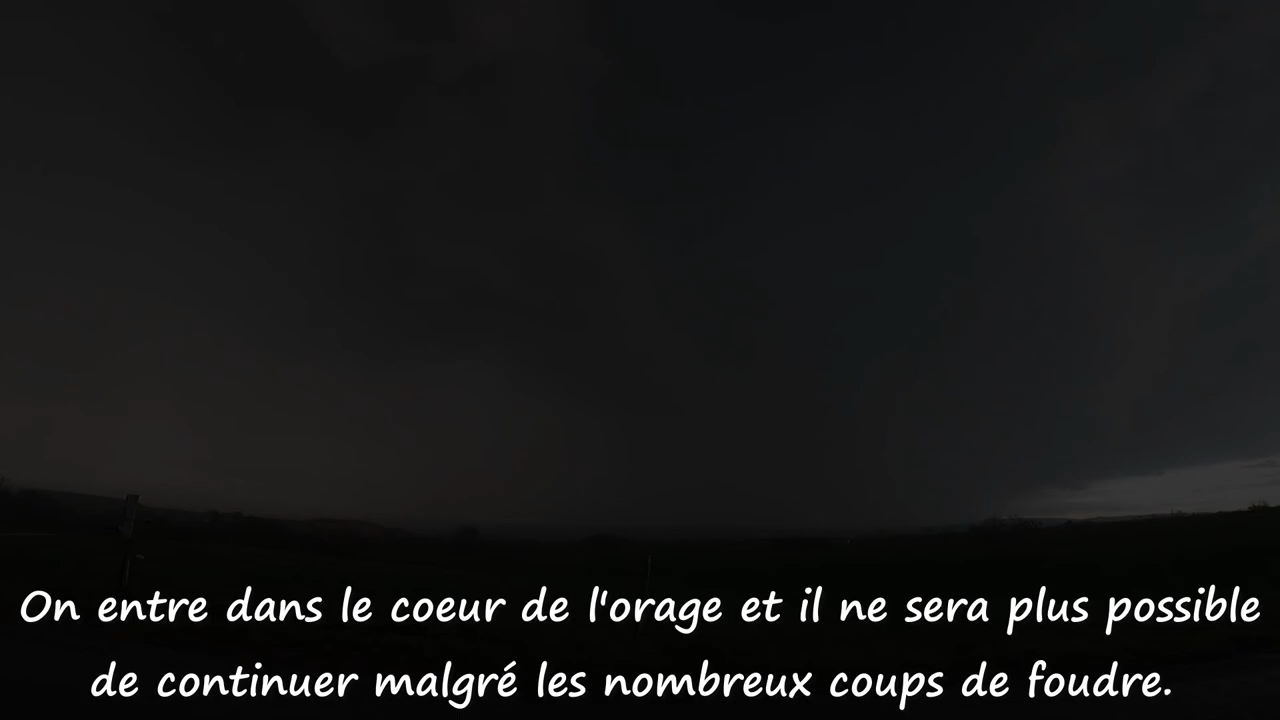 On entre dans le coeur de l'orage et il ne sera plus possible
de continuer malgré les nombreux coups de foudre.